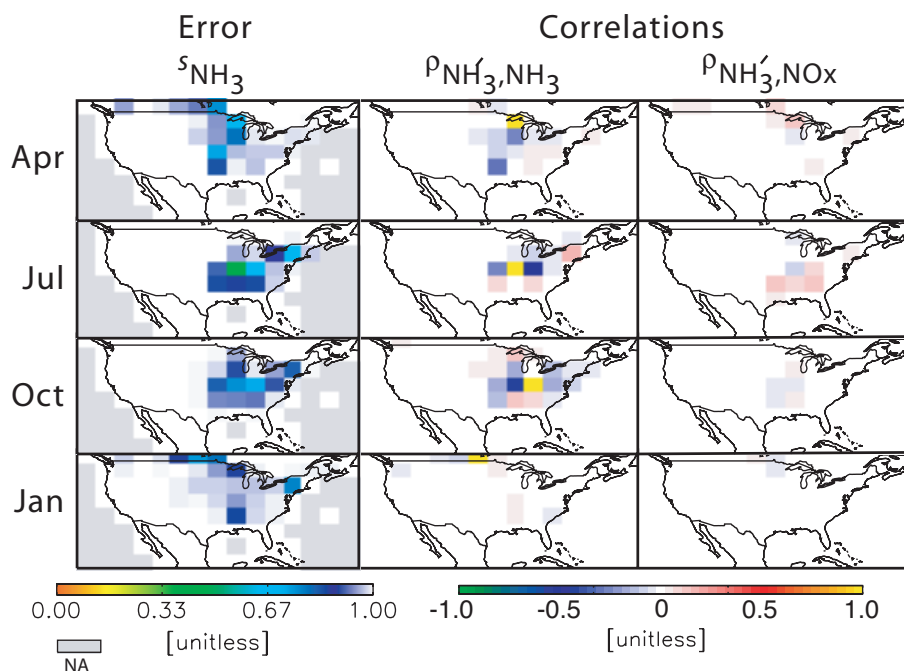 Error Correlations
sNH3 ρNH3′,NH3 ρNH3′,NOx
Apr
Jul
Oct
Jan
0.00 0.33 0.67 1.00 -1.0 -0.5 0 0.5 1.0
[unitless] [unitless]
NA